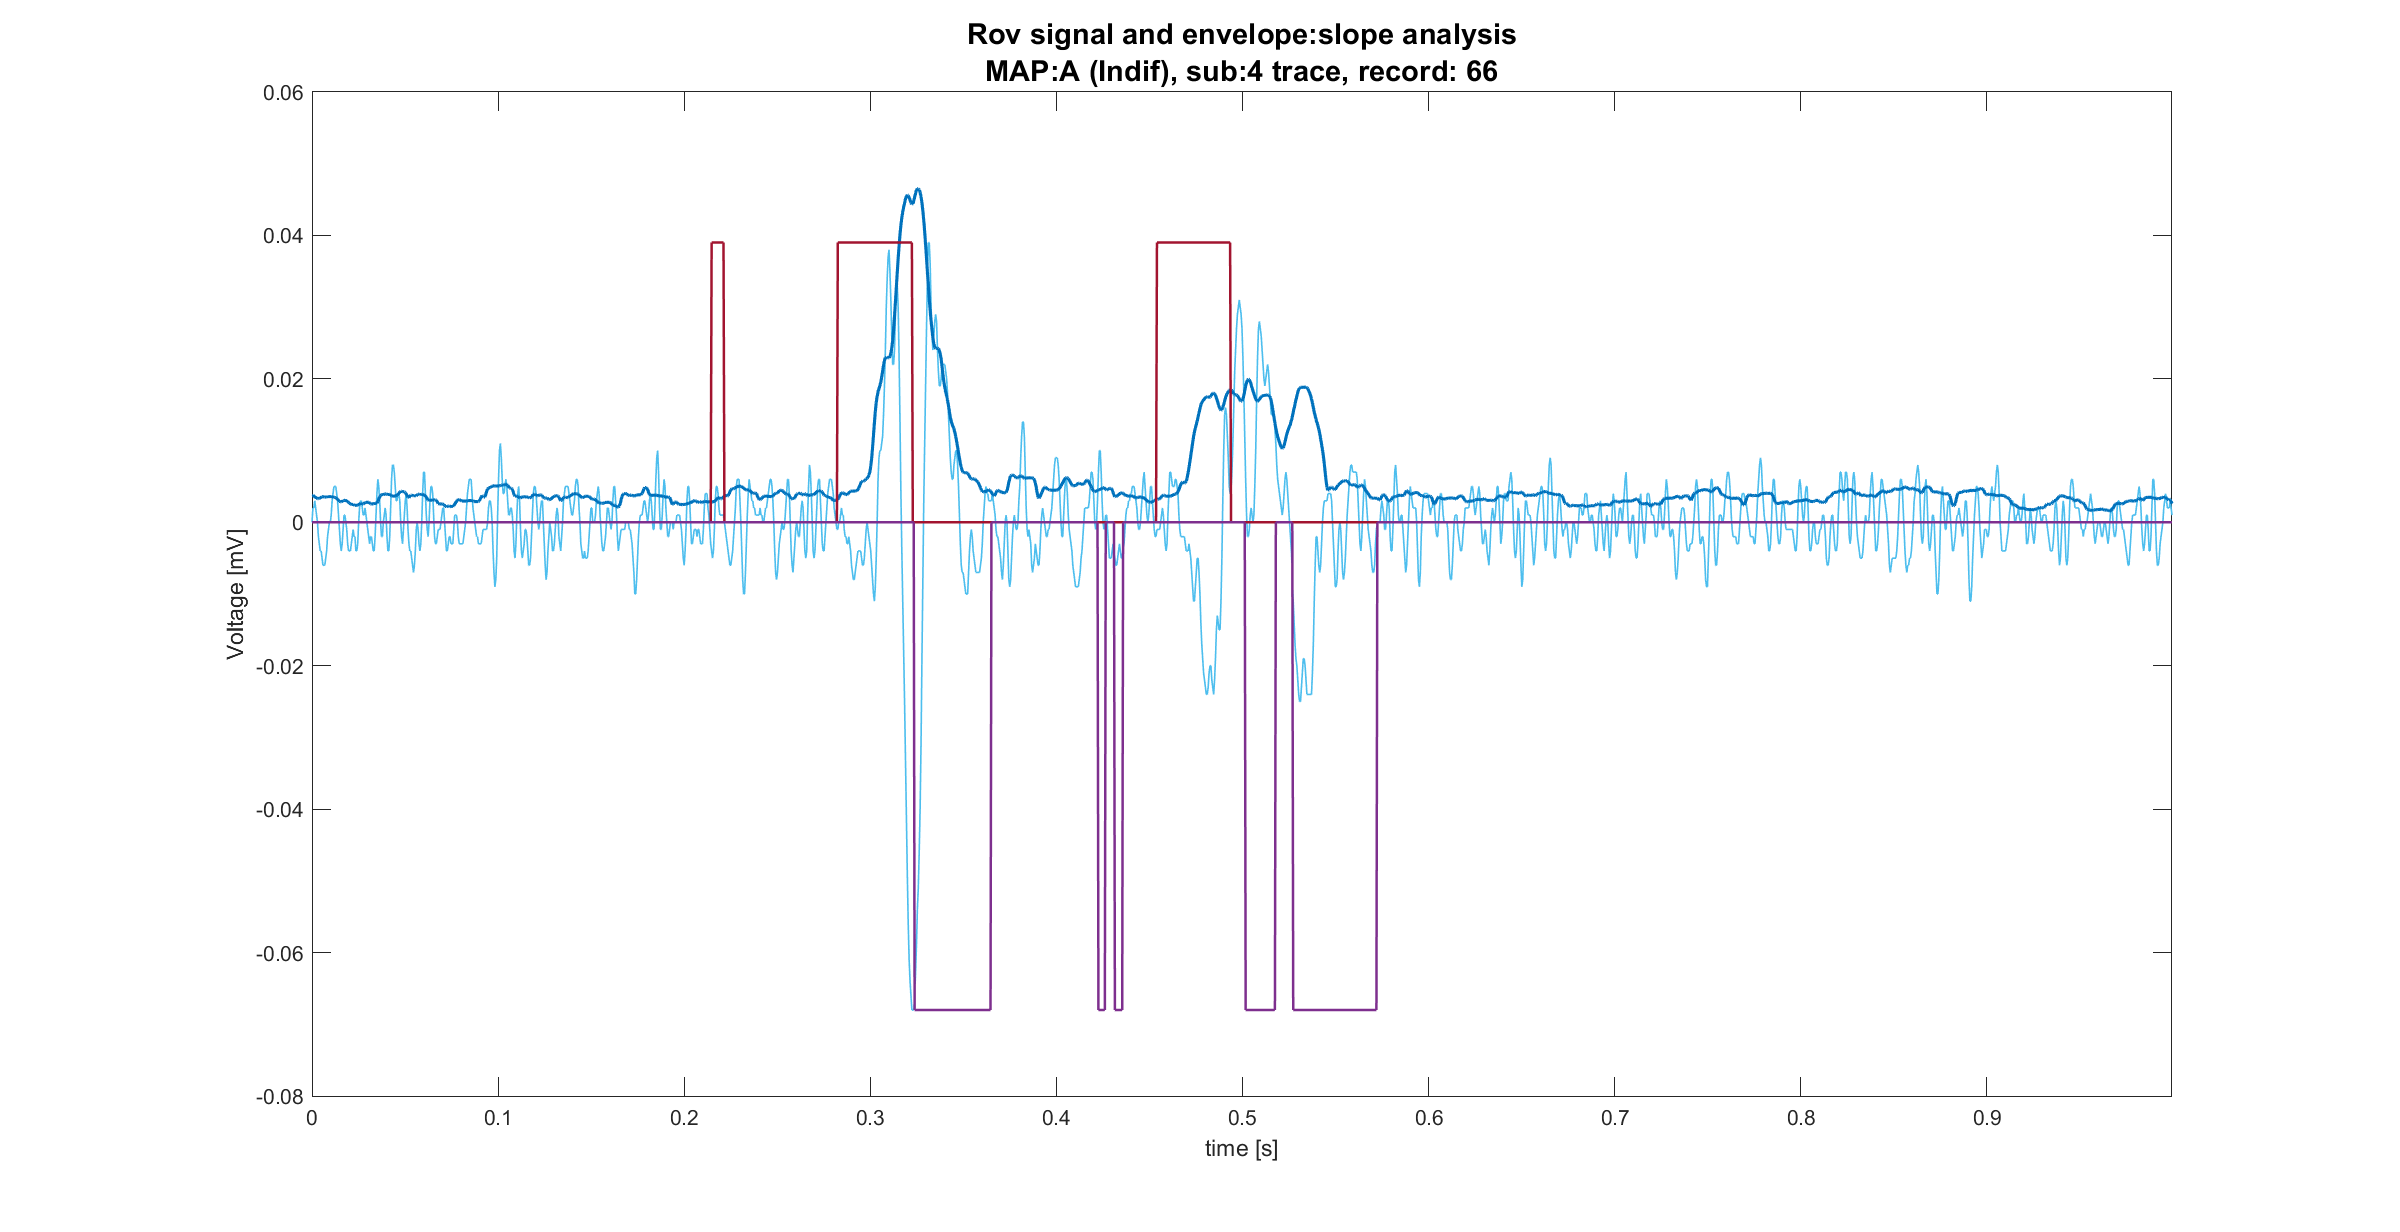 Rov signal and envelope:slope analysis
MAP:A (Indif), sub:4 trace, record: 66
0.06
0.04
0.02
0
-0.02
-0.04
-0.06
-0.08
Voltage [mV]
0 0.1 0.2 0.3 0.4 0.5 0.6 0.7 0.8 0.9
time [s]